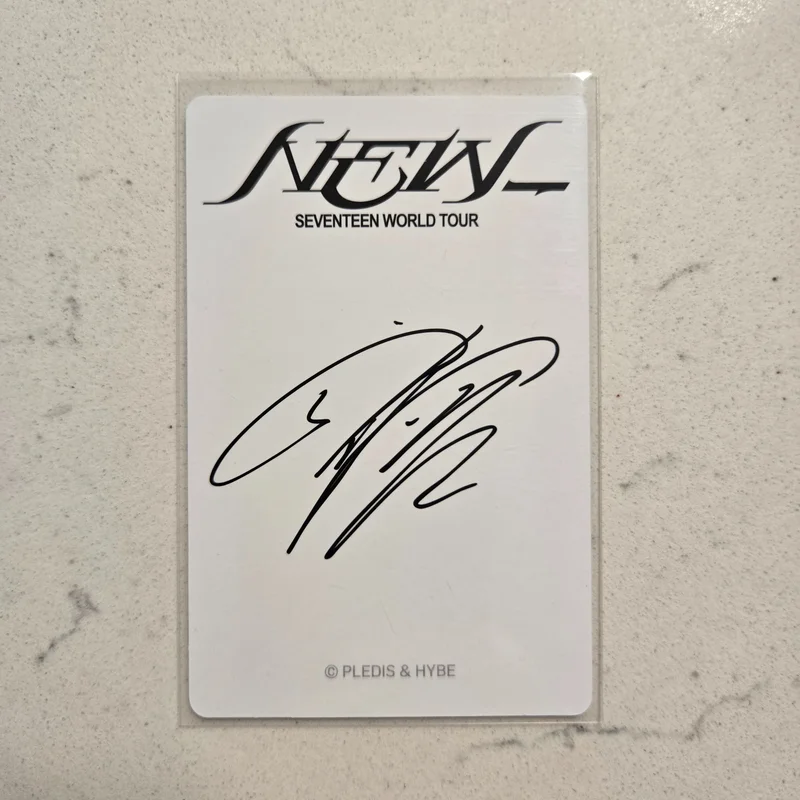 NEW_
SEVENTEEN WORLD TOUR
© PLEDIS & HYBE